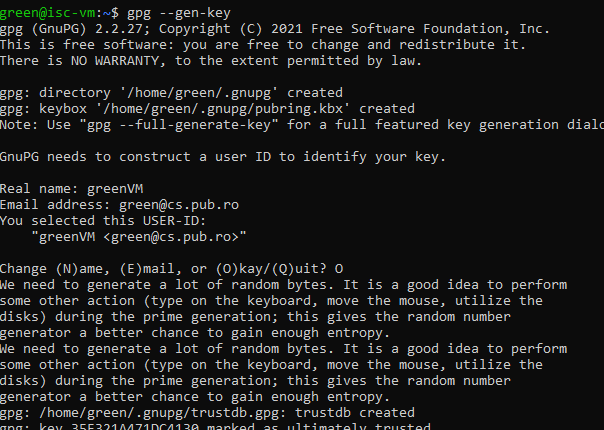 green@isc-vm:~$ gpg --gen-key
gpg (GnuPG) 2.2.27; Copyright (C) 2021 Free Software Foundation, Inc.
This is free software: you are free to change and redistribute it.
There is NO WARRANTY, to the extent permitted by law.

gpg: directory '/home/green/.gnupg' created
gpg: keybox '/home/green/.gnupg/pubring.kbx' created
Note: Use "gpg --full-generate-key" for a full featured key generation dialo

GnuPG needs to construct a user ID to identify your key.

Real name: greenVM
Email address: green@cs.pub.ro
You selected this USER-ID:
    "greenVM <green@cs.pub.ro>"

Change (N)ame, (E)mail, or (O)kay/(Q)uit? O
We need to generate a lot of random bytes. It is a good idea to perform
some other action (type on the keyboard, move the mouse, utilize the
disks) during the prime generation; this gives the random number
generator a better chance to gain enough entropy.
We need to generate a lot of random bytes. It is a good idea to perform
some other action (type on the keyboard, move the mouse, utilize the
disks) during the prime generation; this gives the random number
generator a better chance to gain enough entropy.
gpg: /home/green/.gnupg/trustdb.gpg: trustdb created
gpg: key 35F321A471DC4130 marked as ultimately trusted